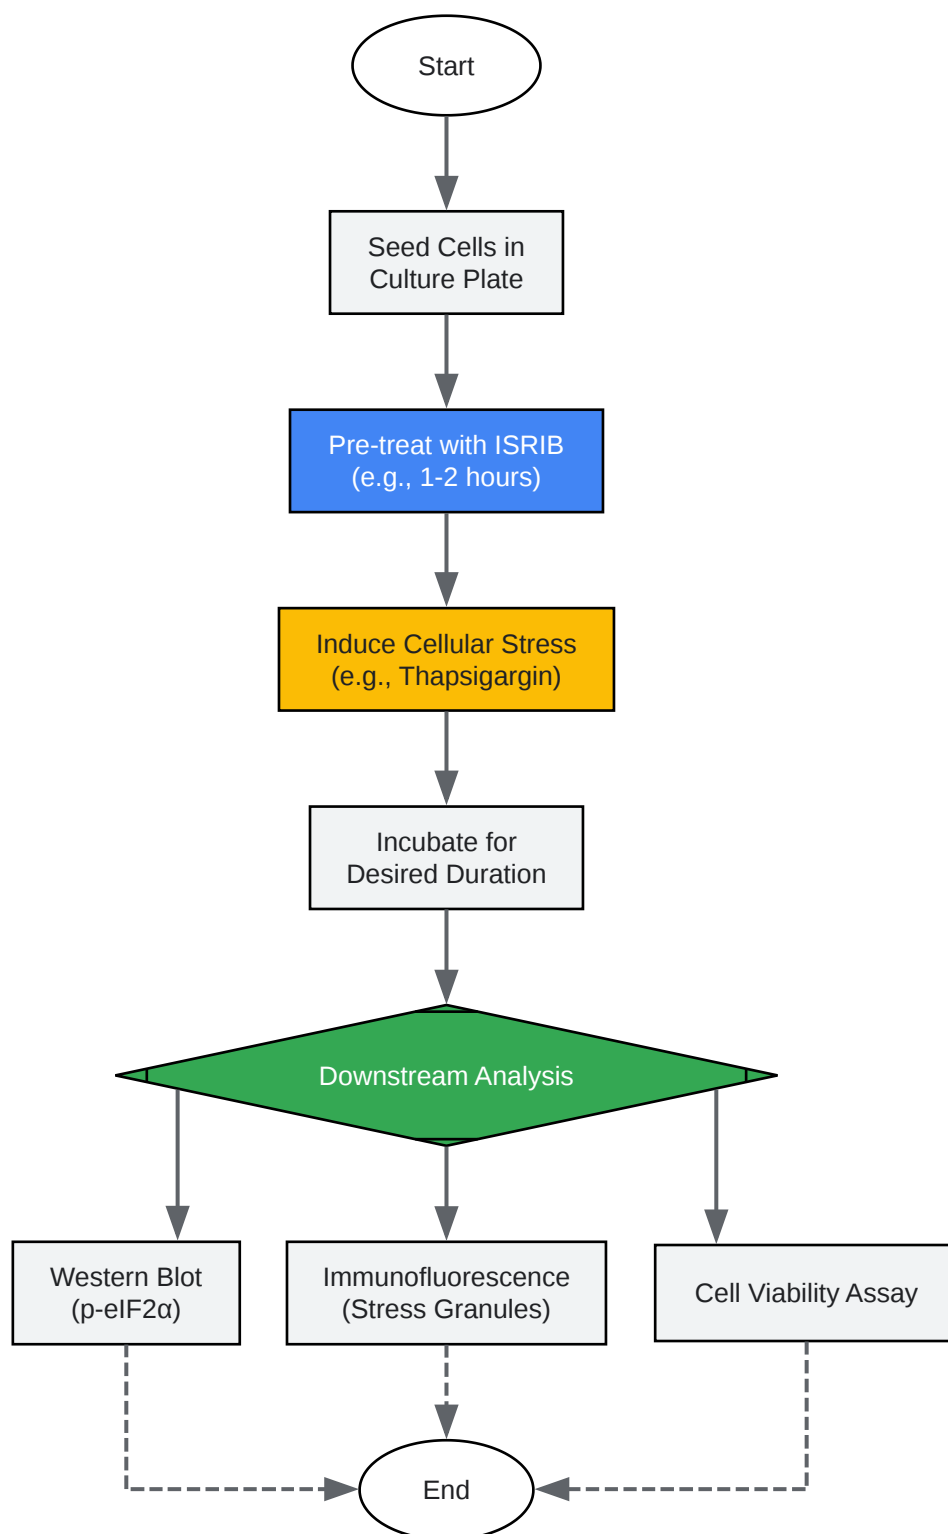 Start
Seed Cells in
Culture Plate
Pre-treat with ISRIB
(e.g., 1-2 hours)
Induce Cellular Stress
(e.g., Thapsigargin)
Incubate for
Desired Duration
Downstream Analysis
Western Blot
(p-eIF2α)
Immunofluorescence
(Stress Granules)
Cell Viability Assay
End